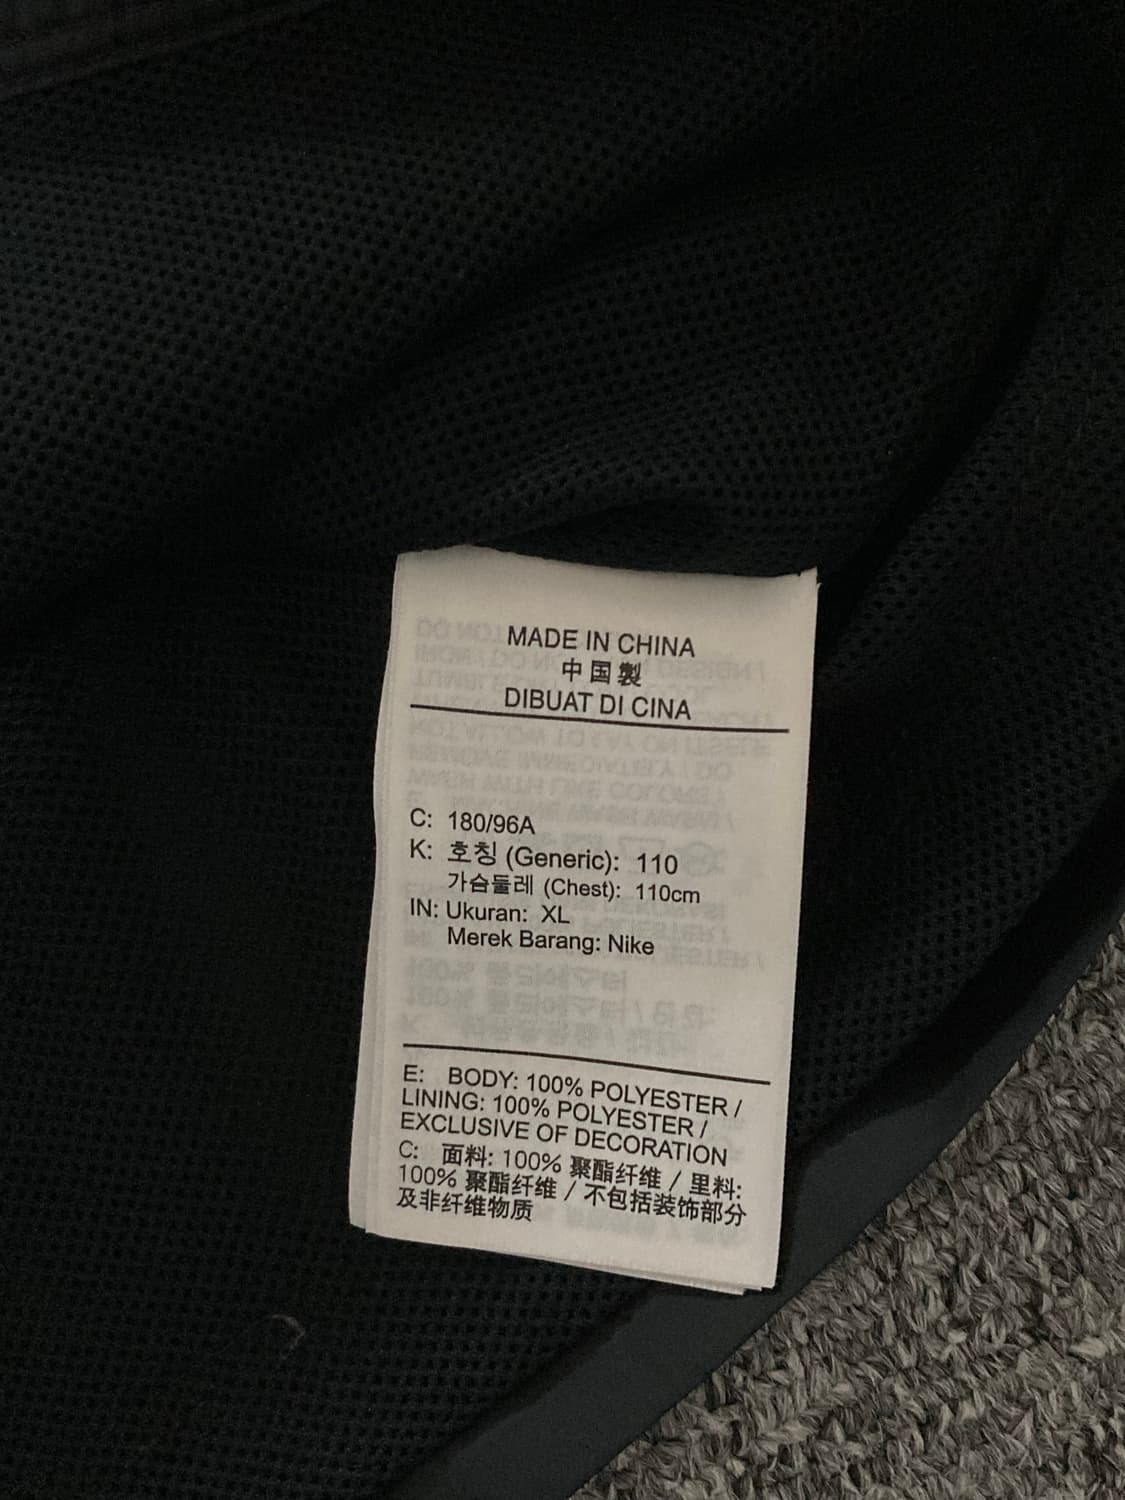 MADE IN CHINA
中国製
DIBUAT DI CINA
C: 180/96A
K: 호칭 (Generic): 110
가슴둘레 (Chest): 110cm
IN: Ukuran: XL
Merek Barang: Nike
E: BODY: 100% POLYESTER /
LINING: 100% POLYESTER /
EXCLUSIVE OF DECORATION
C: 面料: 100% 聚酯纤维 / 里料:
100% 聚酯纤维 / 不包括装饰部分
及非纤维物质